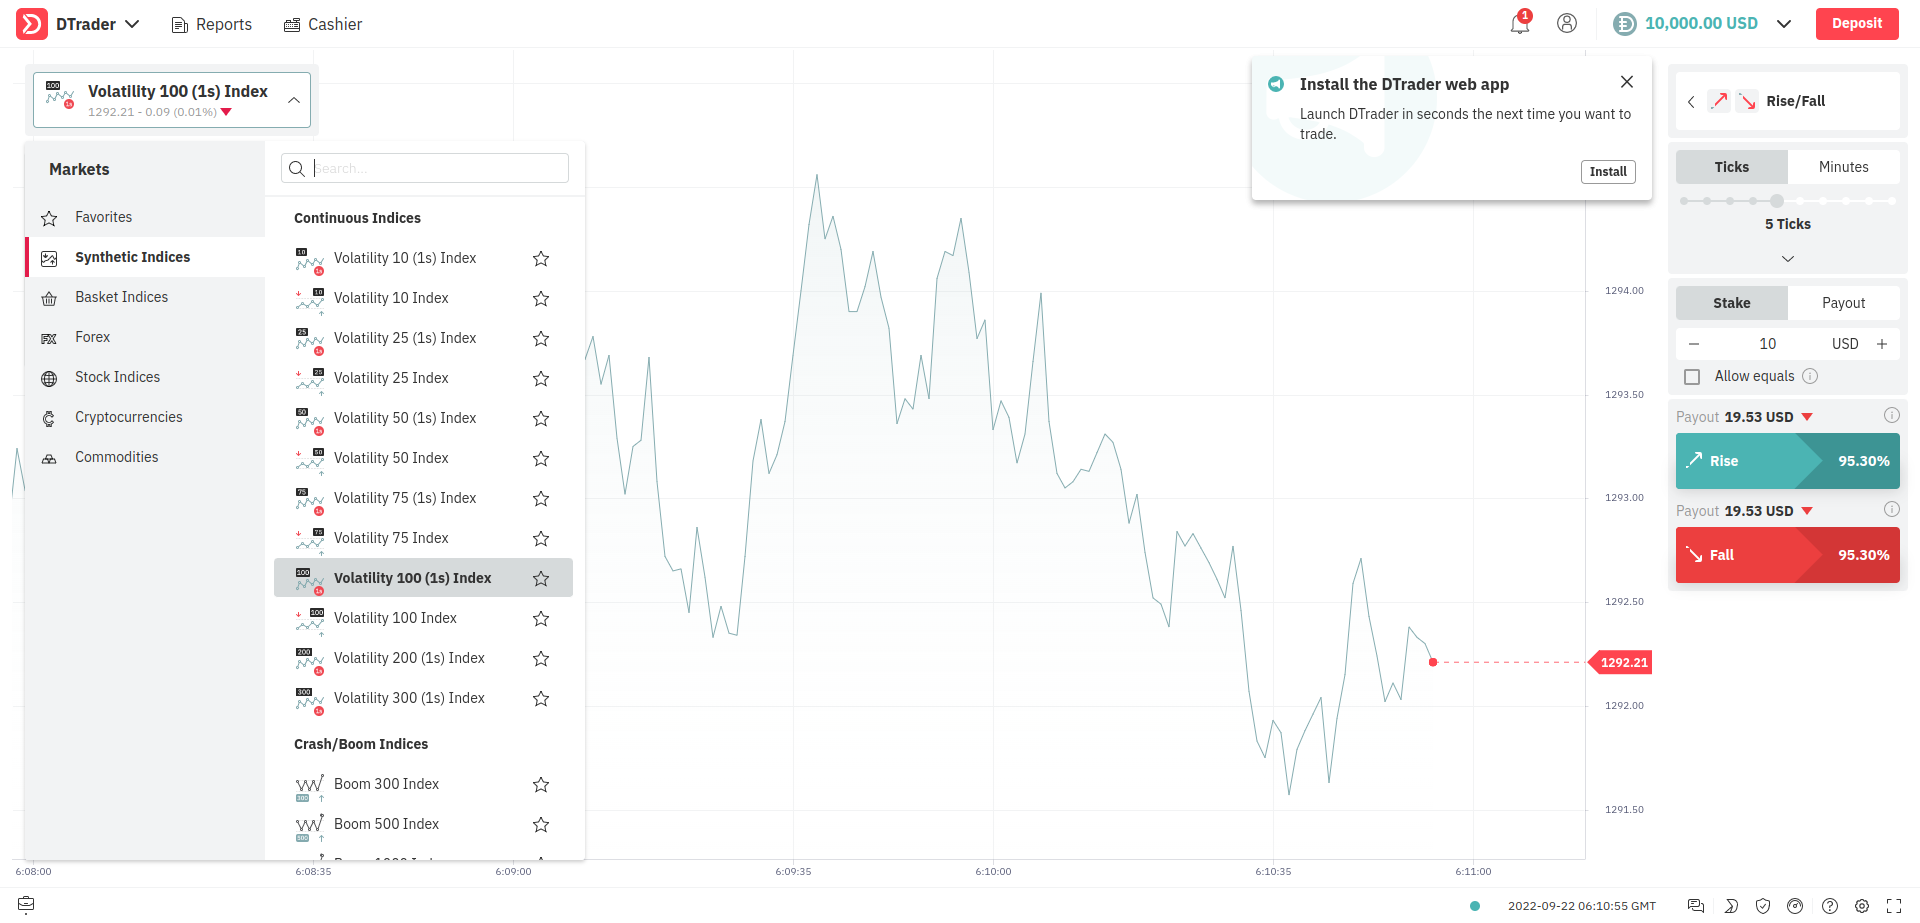 DTrader
Reports
Cashier
1
10,000.00 USD
Deposit
100
1s
Volatility 100 (1s) Index
1292.21 - 0.09 (0.01%)
Install the DTrader web app
Launch DTrader in seconds the next time you want to
trade.
Install
Rise/Fall
Ticks
Minutes
5 Ticks
Stake
Payout
10
USD
Allow equals
Payout 19.53 USD
Rise
95.30%
Payout 19.53 USD
Fall
95.30%
Markets
Favorites
Synthetic Indices
Basket Indices
Forex
Stock Indices
Cryptocurrencies
Commodities
Search...
Continuous Indices
Volatility 10 (1s) Index
Volatility 10 Index
Volatility 25 (1s) Index
Volatility 25 Index
Volatility 50 (1s) Index
Volatility 50 Index
Volatility 75 (1s) Index
Volatility 75 Index
Volatility 100 (1s) Index
Volatility 100 Index
Volatility 200 (1s) Index
Volatility 300 (1s) Index
Crash/Boom Indices
Boom 300 Index
Boom 500 Index
1294.00
1293.50
1293.00
1292.50
1292.21
1292.00
1291.50
6:08:00
6:08:35
6:09:00
6:09:35
6:10:00
6:10:35
6:11:00
2022-09-22 06:10:55 GMT